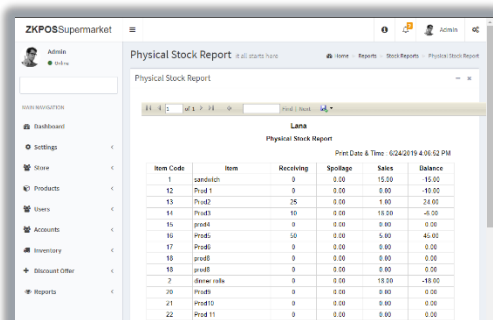 ZKPOSSupermarket
Admin
Admin
Online
Physical Stock Report it all starts here
Home Reports Stock Reports Physical Stock Report
Physical Stock Report
MAIN NAVIGATION
Dashboard
Settings
Store
Products
Users
Accounts
Inventory
Discount Offer
Reports
1 of 1 Find | Next
Lana
Physical Stock Report
Print Date & Time : 6/24/2019 4:06:52 PM
Item Code Item Receiving Spoilage Sales Balance
1 sandwich 0 0.00 15.00 -15.00
12 Prod 1 0 0.00 0.00 -10.00
13 Prod2 25 0.00 1.00 24.00
14 Prod3 10 0.00 16.00 -6.00
15 prod4 0 0.00 0.00 0.00
16 Prod5 50 0.00 5.00 45.00
17 Prod6 0 0.00 0.00 0.00
18 prod8 0 0.00 0.00 0.00
18 prod8 0 0.00 0.00 0.00
2 dinner rolls 0 0.00 18.00 -18.00
20 Prod9 0 0.00 0.00 0.00
21 Prod10 0 0.00 0.00 0.00
22 Prod 11 0 0.00 0.00 0.00